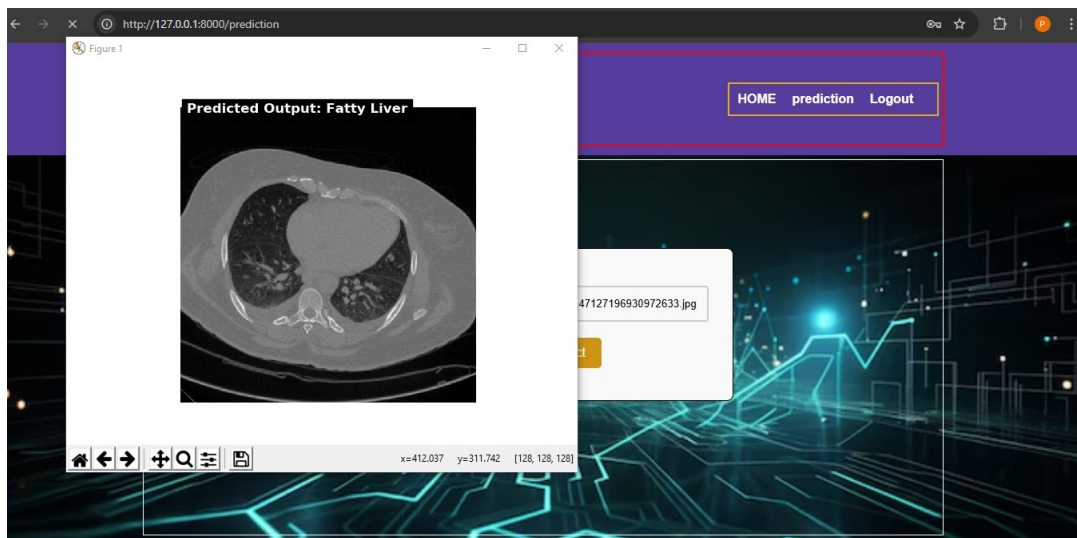 http://127.0.0.1:8000/prediction
P
Figure 1
HOME prediction Logout
Predicted Output: Fatty Liver
47127196930972633.jpg
ct
x=412.037 y=311.742 [128, 128, 128]